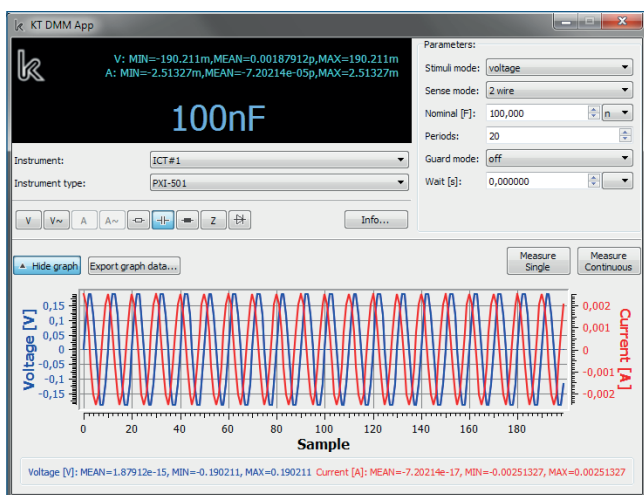 KT DMM App
V: MIN=-190.211m,MEAN=0.00187912p,MAX=190.211m
A: MIN=-2.51327m,MEAN=-7.20214e-05p,MAX=2.51327m
100nF
Parameters:
Stimuli mode: voltage
Sense mode: 2 wire
Nominal [F]: 100,000 n
Periods: 20
Guard mode: off
Wait [s]: 0,000000
Instrument: ICT#1
Instrument type: PXI-501
V V~ A A~ Z Info...
Hide graph Export graph data... Measure Single Measure Continuous
Voltage [V]
0,15
0,1
0,05
0
-0,05
-0,1
-0,15
0,002
0,001
0
-0,001
-0,002
Current [A]
0 20 40 60 80 100 120 140 160 180
Sample
Voltage [V]: MEAN=1.87912e-15, MIN=-0.190211, MAX=0.190211 Current [A]: MEAN=-7.20214e-17, MIN=-0.00251327, MAX=0.00251327